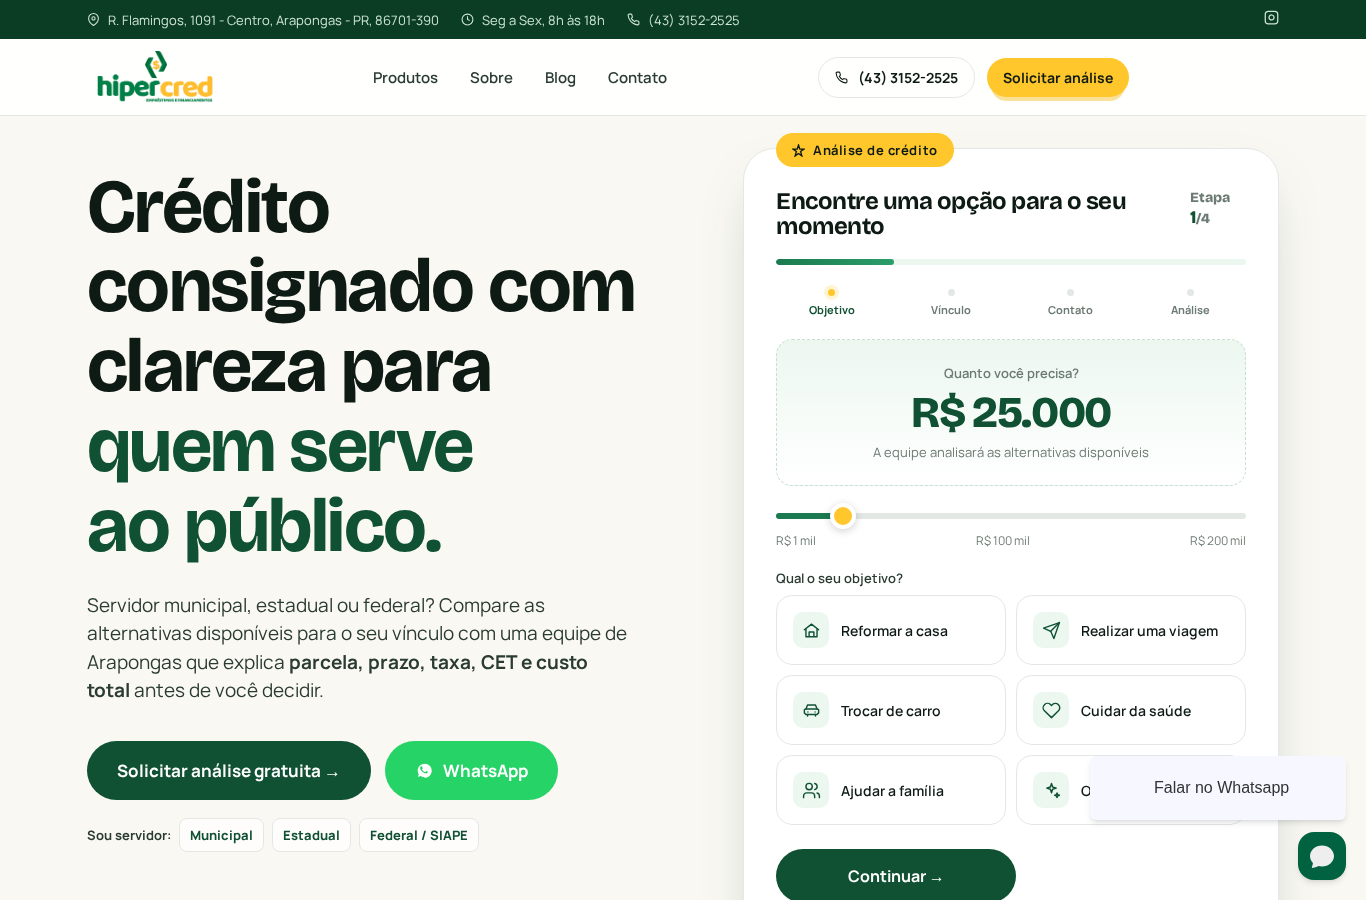 R. Flamingos, 1091 - Centro, Arapongas - PR, 86701-390
Seg a Sex, 8h às 18h
(43) 3152-2525
hipercred
Produtos
Sobre
Blog
Contato
(43) 3152-2525
Solicitar análise
Crédito
consignado com
clareza para
quem serve
ao público.
Servidor municipal, estadual ou federal? Compare as
alternativas disponíveis para o seu vínculo com uma equipe de
Arapongas que explica parcela, prazo, taxa, CET e custo
total antes de você decidir.
Solicitar análise gratuita →
WhatsApp
Sou servidor:
Municipal
Estadual
Federal / SIAPE
Análise de crédito
Encontre uma opção para o seu
momento
Etapa
1/4
Objetivo
Vínculo
Contato
Análise
Quanto você precisa?
R$ 25.000
A equipe analisará as alternativas disponíveis
R$ 1 mil
R$ 100 mil
R$ 200 mil
Qual o seu objetivo?
Reformar a casa
Realizar uma viagem
Trocar de carro
Cuidar da saúde
Ajudar a família
Falar no Whatsapp
Continuar →